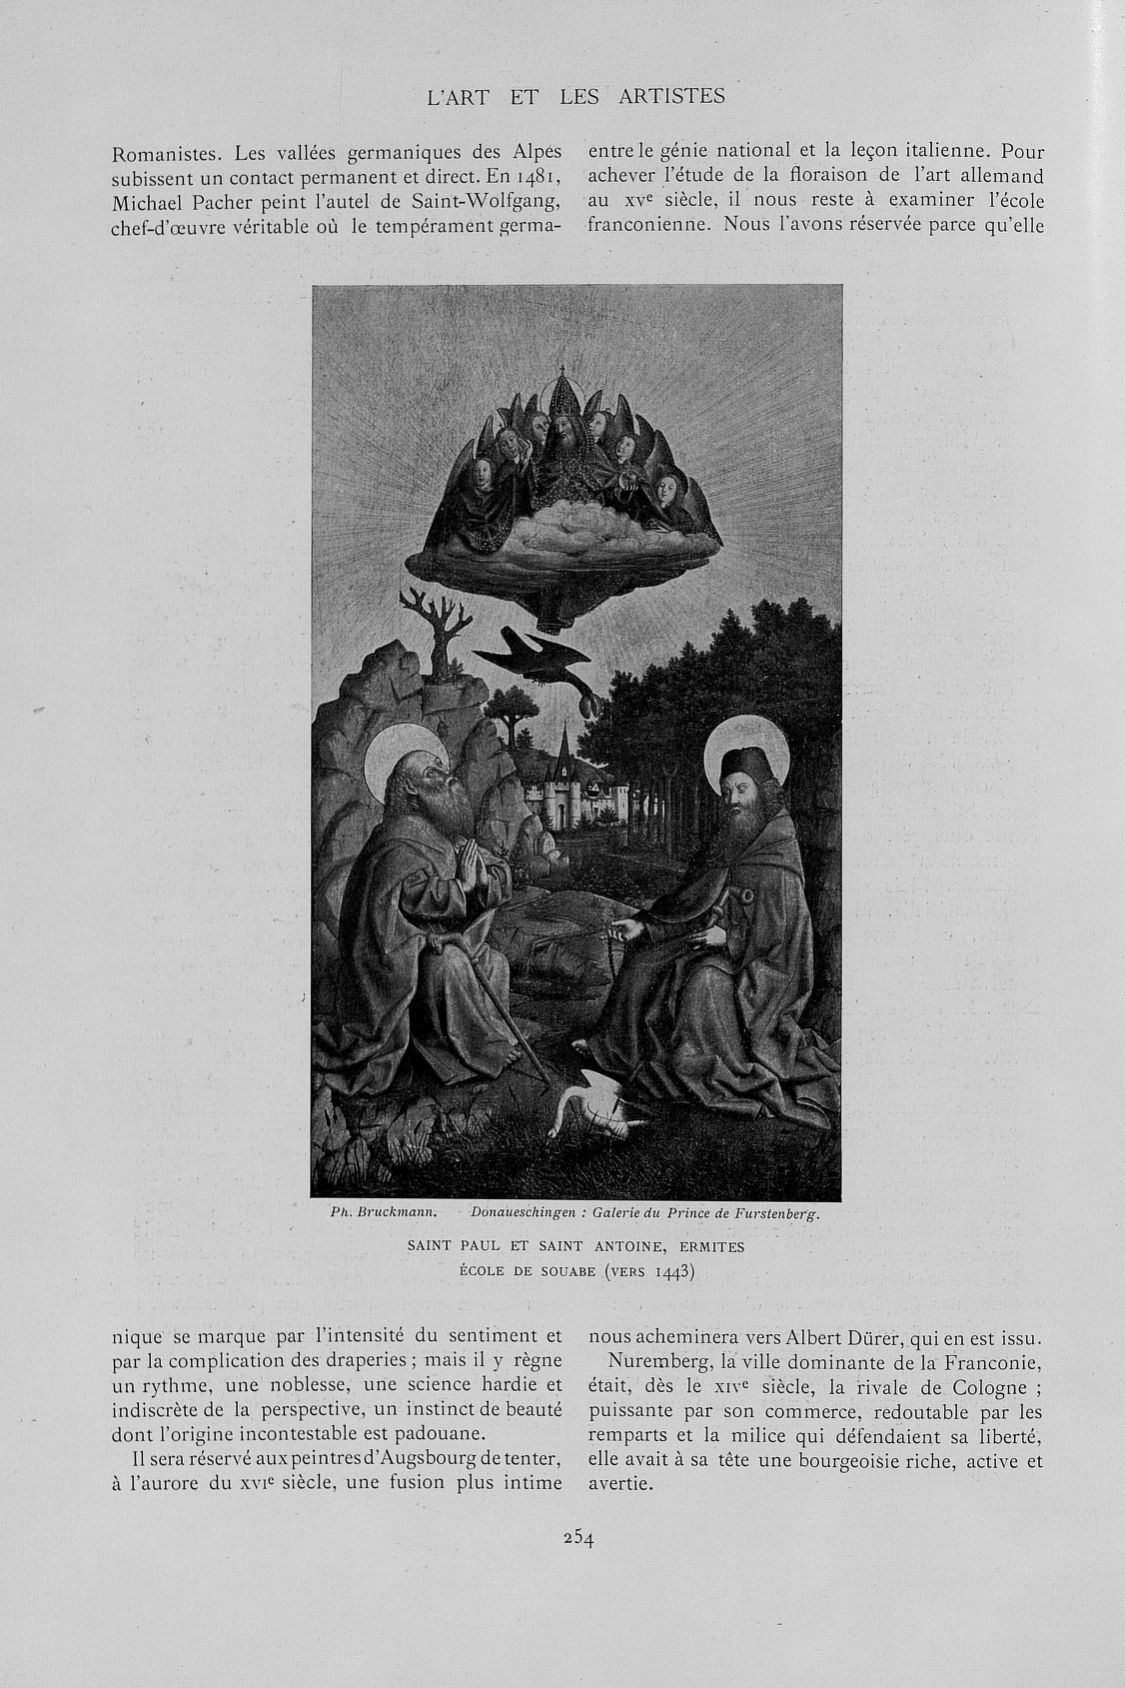 L'ART ET LES ARTISTES
Romanistes. Les vallées germaniques des Alpes
subissent un contact permanent et direct. En 1481,
Michael Pacher peint l'autel de Saint-Wolfgang,
chef-d'œuvre véritable où le tempérament germa-
nique se marque par l'intensité du sentiment et
par la complication des draperies ; mais il y règne
un rythme, une noblesse, une science hardie et
indiscrète de la perspective, un instinct de beauté
dont l'origine incontestable est padouane.
Il sera réservé aux peintres d'Augsbourg de tenter,
à l'aurore du XVIe siècle, une fusion plus intime
entre le génie national et la leçon italienne. Pour
achever l'étude de la floraison de l'art allemand
au XVe siècle, il nous reste à examiner l'école
franconienne. Nous l'avons réservée parce qu'elle
nous acheminera vers Albert Dürer, qui en est issu.
Nuremberg, la ville dominante de la Franconie,
était, dès le XIVe siècle, la rivale de Cologne ;
puissante par son commerce, redoutable par les
remparts et la milice qui défendaient sa liberté,
elle avait à sa tête une bourgeoisie riche, active et
avertie.
Ph. Bruckmann. Donaueschingen : Galerie du Prince de Furstenberg.
SAINT PAUL ET SAINT ANTOINE, ERMITES
ÉCOLE DE SOUABE (VERS 1443)
254